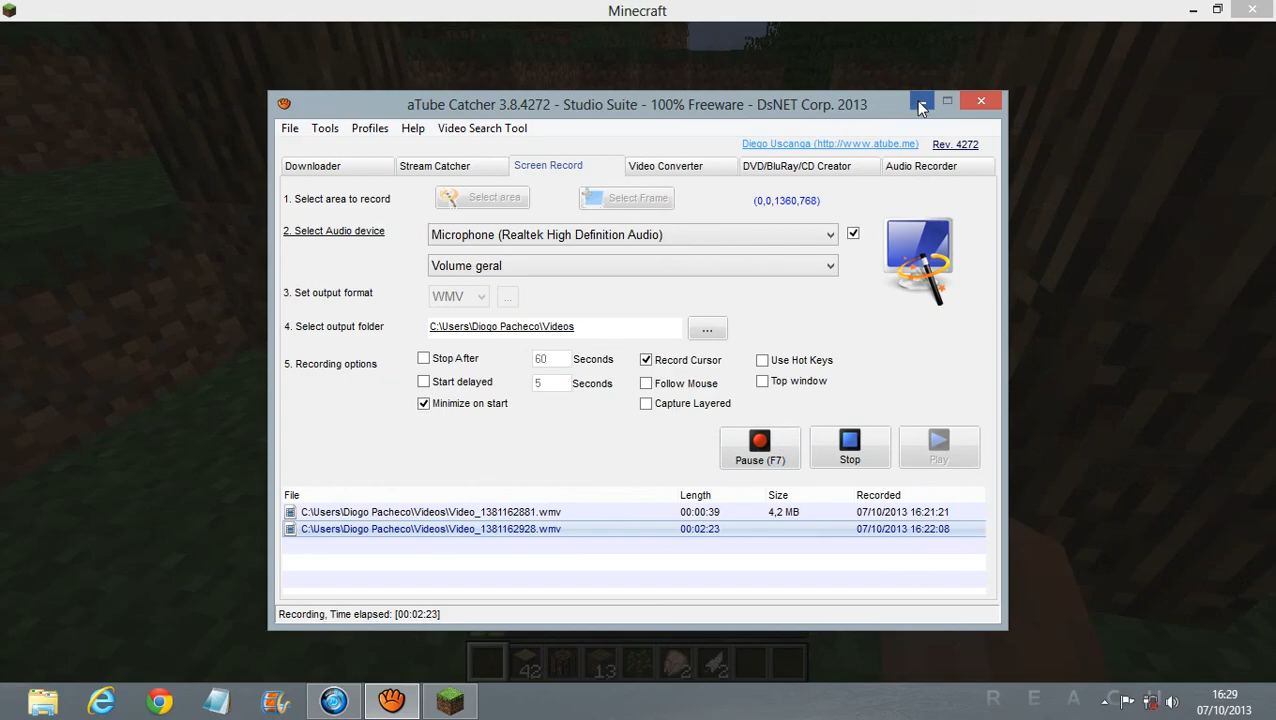 Minecraft
aTube Catcher 3.8.4272 - Studio Suite - 100% Freeware - DsNET Corp. 2013
File Tools Profiles Help Video Search Tool
Diego Uscanga (http://www.atube.me) Rev. 4272
Downloader Stream Catcher Screen Record Video Converter DVD/BluRay/CD Creator Audio Recorder
1. Select area to record Select area Select Frame (0,0,1360,768)
2. Select Audio device Microphone (Realtek High Definition Audio)
Volume geral
3. Set output format WMV ...
4. Select output folder C:\Users\Diogo Pacheco\Videos ...
5. Recording options Stop After 60 Seconds Record Cursor Use Hot Keys
Start delayed 5 Seconds Follow Mouse Top window
Minimize on start Capture Layered
Pause (F7) Stop Play
File Length Size Recorded
C:\Users\Diogo Pacheco\Videos\Video_1381162881.wmv 00:00:39 4,2 MB 07/10/2013 16:21:21
C:\Users\Diogo Pacheco\Videos\Video_1381162928.wmv 00:02:23 07/10/2013 16:22:08
Recording, Time elapsed: [00:02:23]
42 13 2 2
R E A C H
16:29
07/10/2013